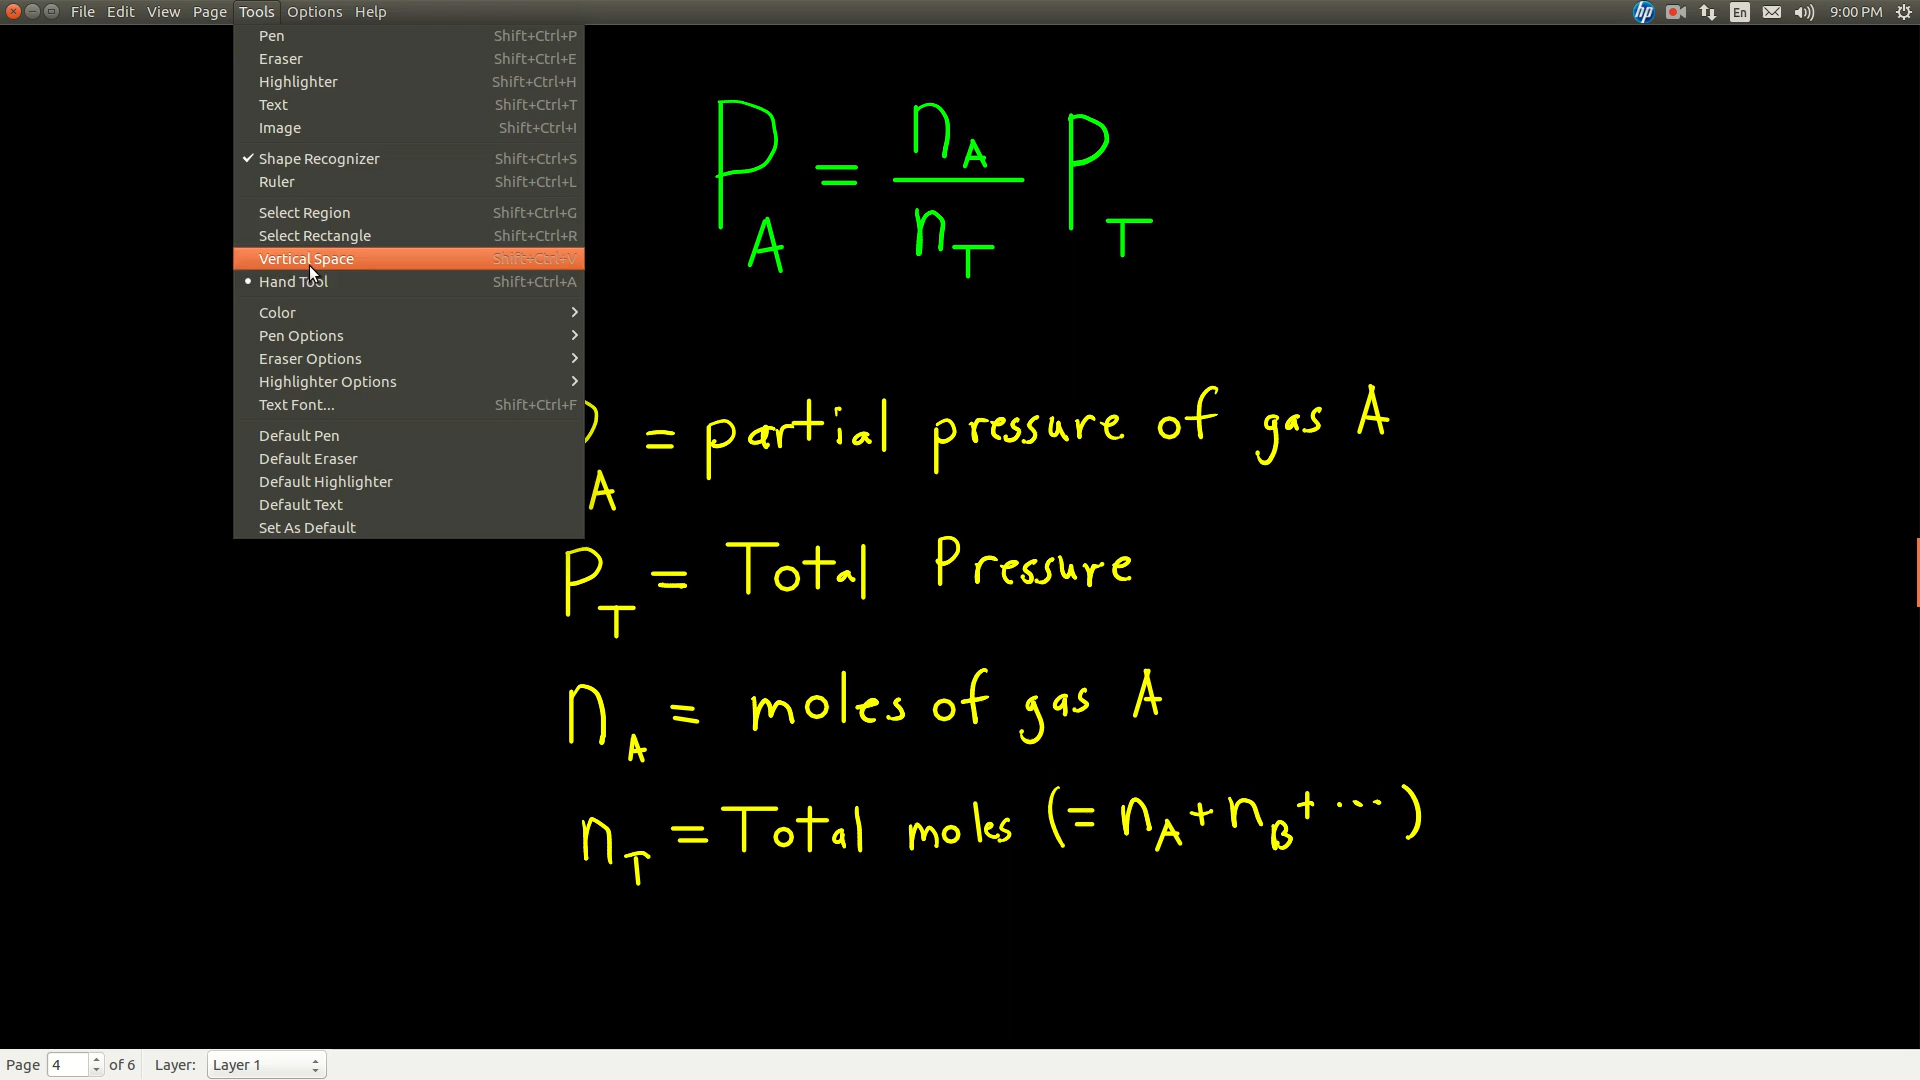 File Edit View Page Tools Options Help hp En 9:00 PM
Pen Shift+Ctrl+P
Eraser Shift+Ctrl+E
Highlighter Shift+Ctrl+H
Text Shift+Ctrl+T
Image Shift+Ctrl+I
Shape Recognizer Shift+Ctrl+S
Ruler Shift+Ctrl+L
Select Region Shift+Ctrl+G
Select Rectangle Shift+Ctrl+R
Vertical Space Shift+Ctrl+V
Hand Tool Shift+Ctrl+A
Color
Pen Options
Eraser Options
Highlighter Options
Text Font... Shift+Ctrl+F
Default Pen
Default Eraser
Default Highlighter
Default Text
Set As Default
P_A = n_A/n_T P_T
P_A = partial pressure of gas A
P_T = Total Pressure
n_A = moles of gas A
n_T = Total moles (= n_A + n_B + ...)
Page 4 of 6 Layer: Layer 1